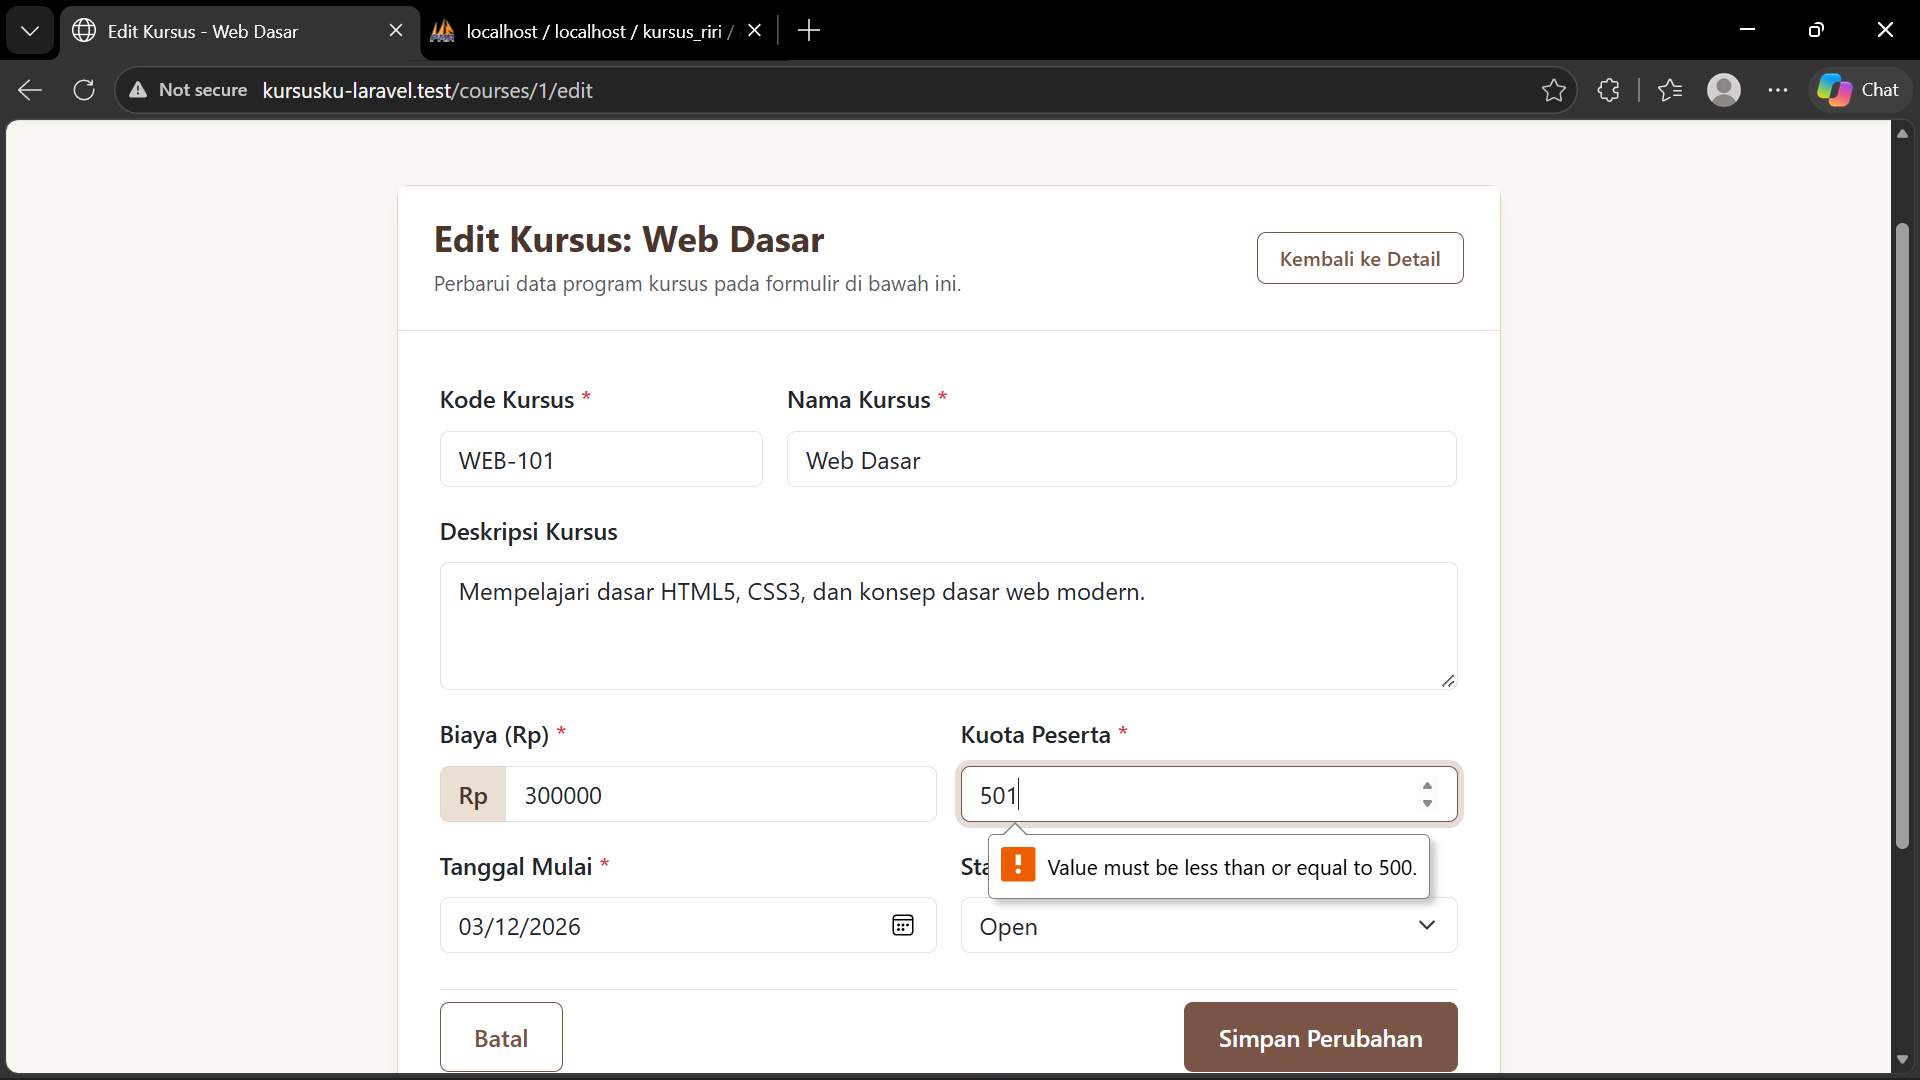 Edit Kursus - Web Dasar
localhost / localhost / kursus_riri /
Not secure
kursusku-laravel.test/courses/1/edit
Chat
Edit Kursus: Web Dasar
Perbarui data program kursus pada formulir di bawah ini.
Kembali ke Detail
Kode Kursus *
Nama Kursus *
WEB-101
Web Dasar
Deskripsi Kursus
Mempelajari dasar HTML5, CSS3, dan konsep dasar web modern.
Biaya (Rp) *
Kuota Peserta *
Rp
300000
501
Value must be less than or equal to 500.
Tanggal Mulai *
Sta
03/12/2026
Open
Batal
Simpan Perubahan